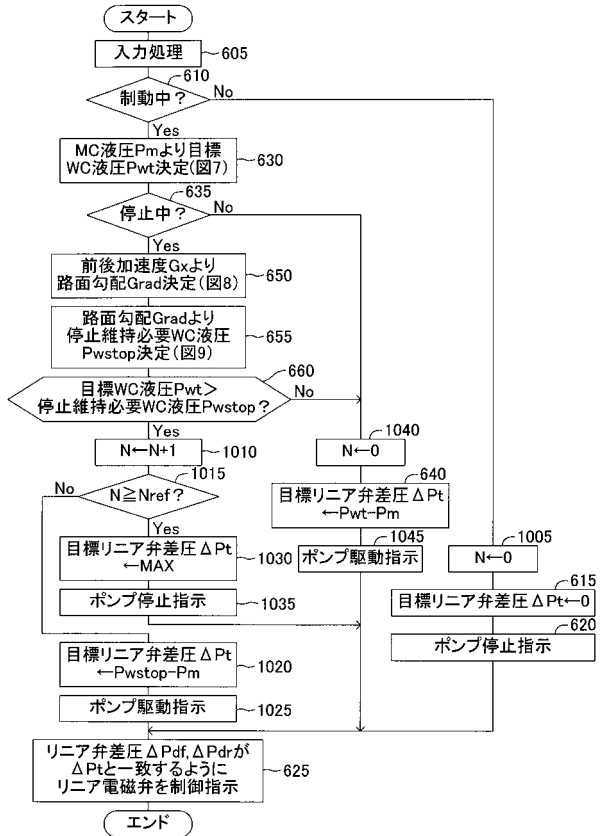 スタート
入力処理
605
610
制動中?
No
Yes
MC液圧Pmより目標
WC液圧Pwt決定(図7)
630
635
停止中?
No
Yes
前後加速度Gxより
路面勾配Grad決定(図8)
650
路面勾配Gradより
停止維持必要WC液圧
Pwstop決定(図9)
655
660
目標WC液圧Pwt>
停止維持必要WC液圧Pwstop?
No
Yes
N←N+1
1010
1015
N≧Nref?
No
Yes
目標リニア弁差圧ΔPt
←MAX
1030
ポンプ停止指示
1035
目標リニア弁差圧ΔPt
←Pwstop-Pm
1020
ポンプ駆動指示
1025
1040
N←0
640
目標リニア弁差圧ΔPt
←Pwt-Pm
1045
ポンプ駆動指示
1005
N←0
615
目標リニア弁差圧ΔPt←0
620
ポンプ停止指示
リニア弁差圧ΔPdf,ΔPdrが
ΔPtと一致するように
リニア電磁弁を制御指示
625
エンド